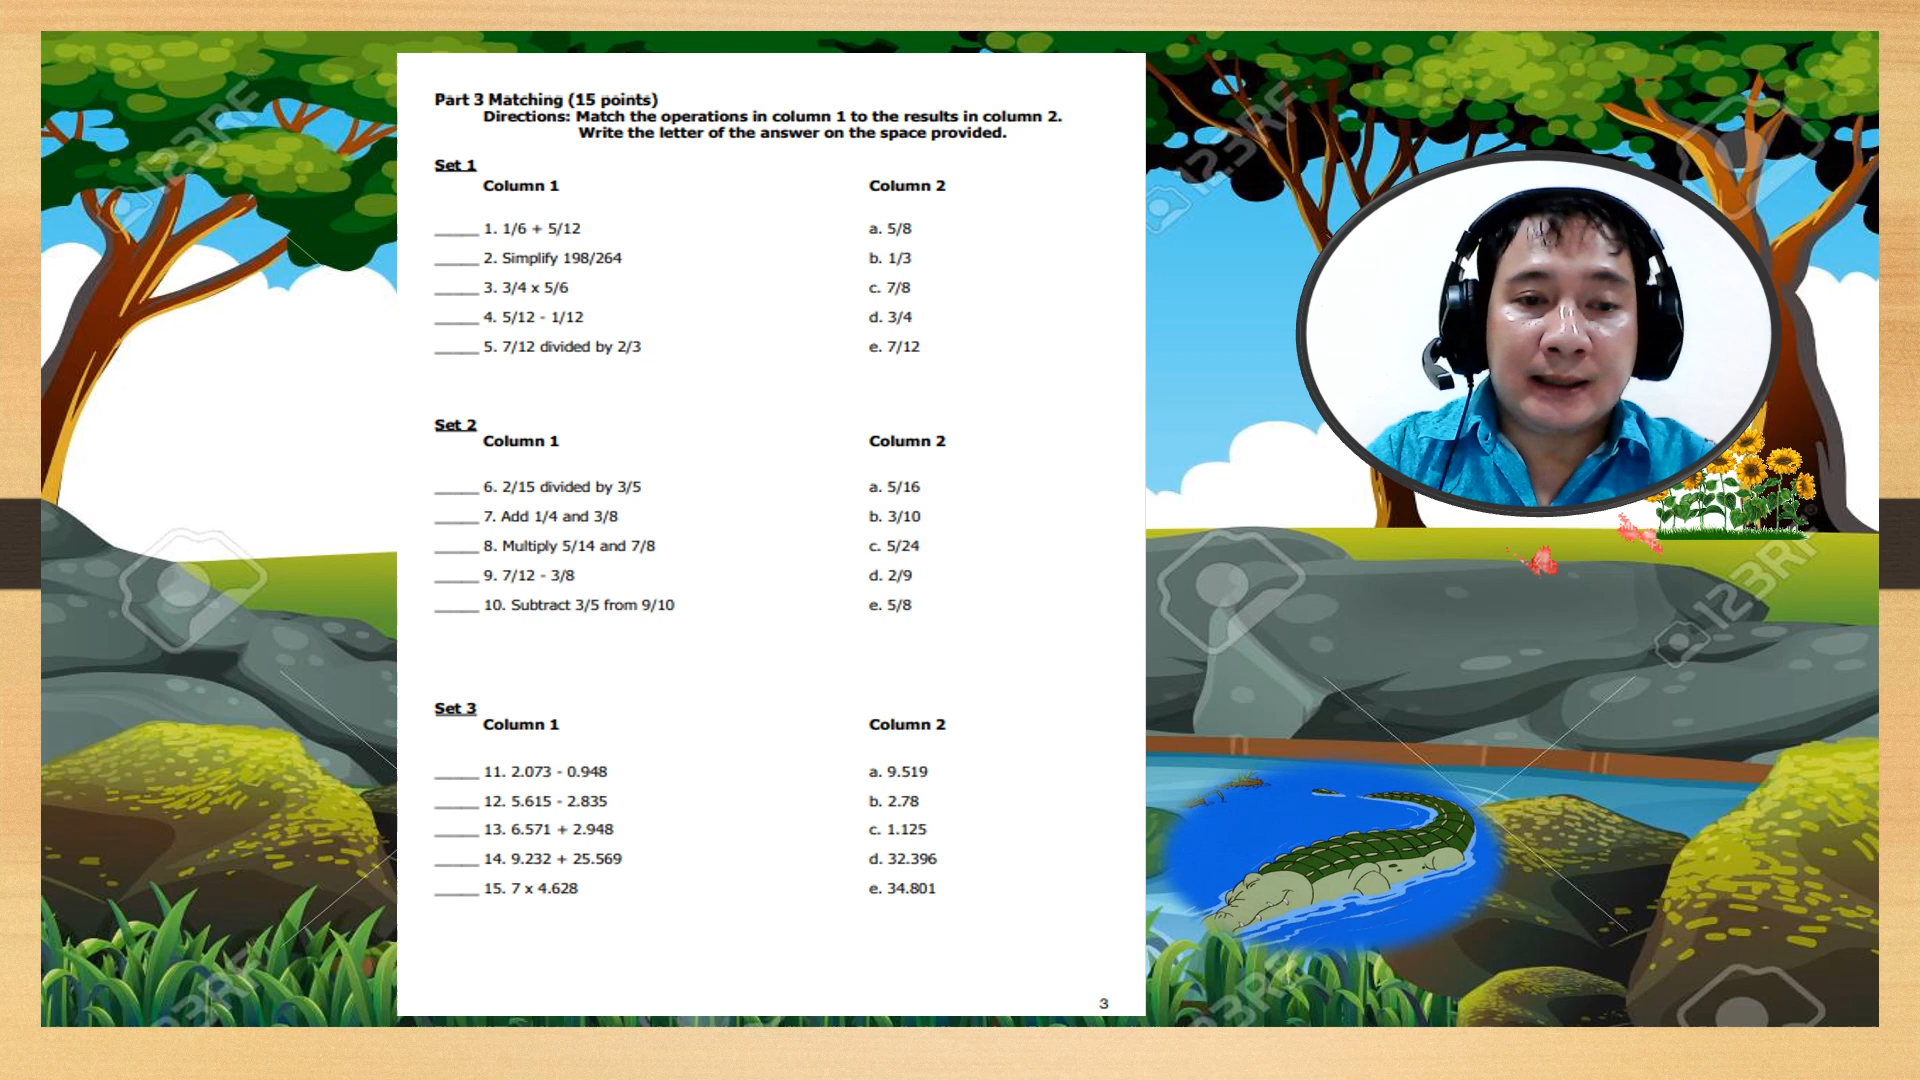 Part 3 Matching (15 points)
Directions: Match the operations in column 1 to the results in column 2.
Write the letter of the answer on the space provided.
Set 1
Column 1 Column 2
_____ 1. 1/6 + 5/12 a. 5/8
_____ 2. Simplify 198/264 b. 1/3
_____ 3. 3/4 x 5/6 c. 7/8
_____ 4. 5/12 - 1/12 d. 3/4
_____ 5. 7/12 divided by 2/3 e. 7/12
Set 2
Column 1 Column 2
_____ 6. 2/15 divided by 3/5 a. 5/16
_____ 7. Add 1/4 and 3/8 b. 3/10
_____ 8. Multiply 5/14 and 7/8 c. 5/24
_____ 9. 7/12 - 3/8 d. 2/9
_____ 10. Subtract 3/5 from 9/10 e. 5/8
Set 3
Column 1 Column 2
_____ 11. 2.073 - 0.948 a. 9.519
_____ 12. 5.615 - 2.835 b. 2.78
_____ 13. 6.571 + 2.948 c. 1.125
_____ 14. 9.232 + 25.569 d. 32.396
_____ 15. 7 x 4.628 e. 34.801
3
123RF
123RF
123RF
123RF
123RF